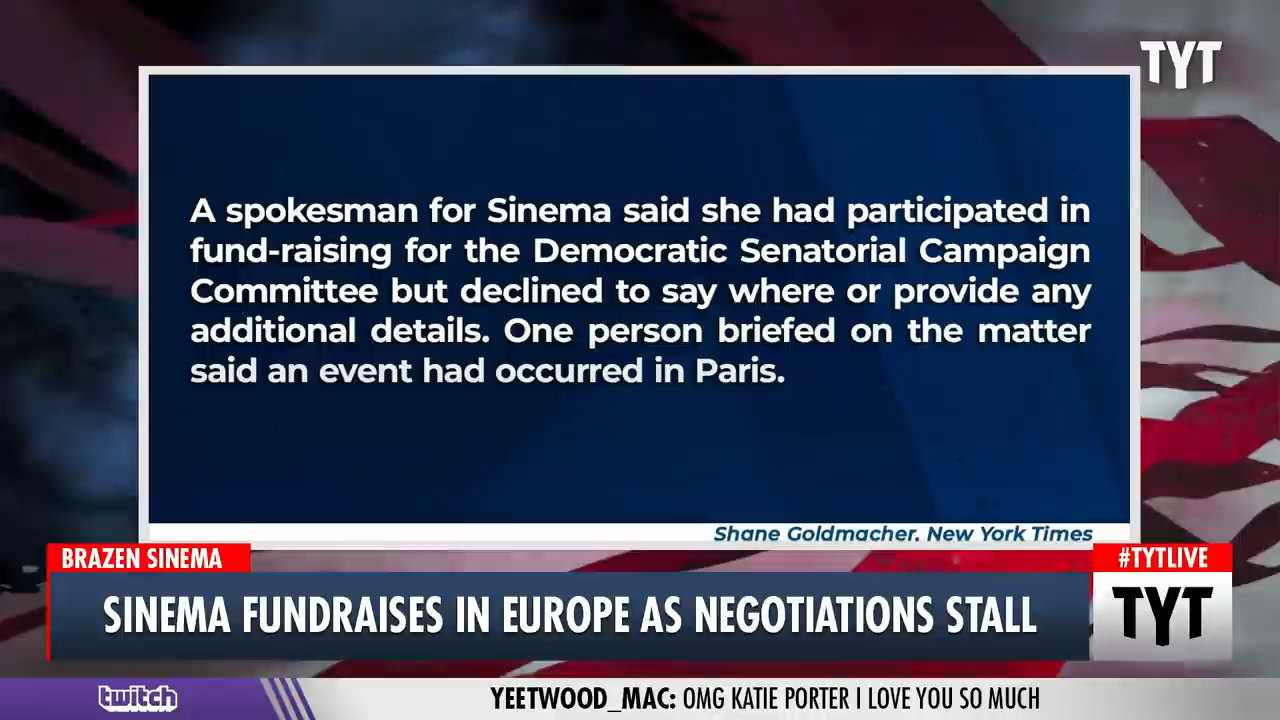 TYT
A spokesman for Sinema said she had participated in
fund-raising for the Democratic Senatorial Campaign
Committee but declined to say where or provide any
additional details. One person briefed on the matter
said an event had occurred in Paris.
Shane Goldmacher, New York Times
BRAZEN SINEMA
#TYTLIVE
SINEMA FUNDRAISES IN EUROPE AS NEGOTIATIONS STALL
TYT
twitch
YEETWOOD_MAC: OMG KATIE PORTER I LOVE YOU SO MUCH